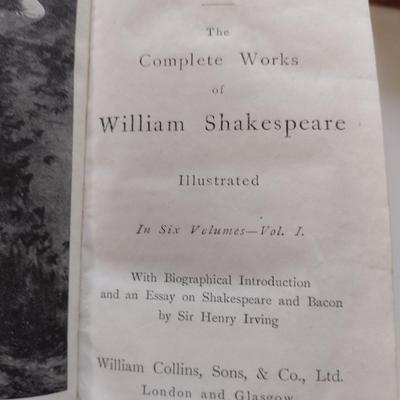 The
Complete Works
of
William Shakespeare
Illustrated
In Six Volumes—Vol. I.
With Biographical Introduction
and an Essay on Shakespeare and Bacon
by Sir Henry Irving
William Collins, Sons, & Co., Ltd.
London and Glasgow